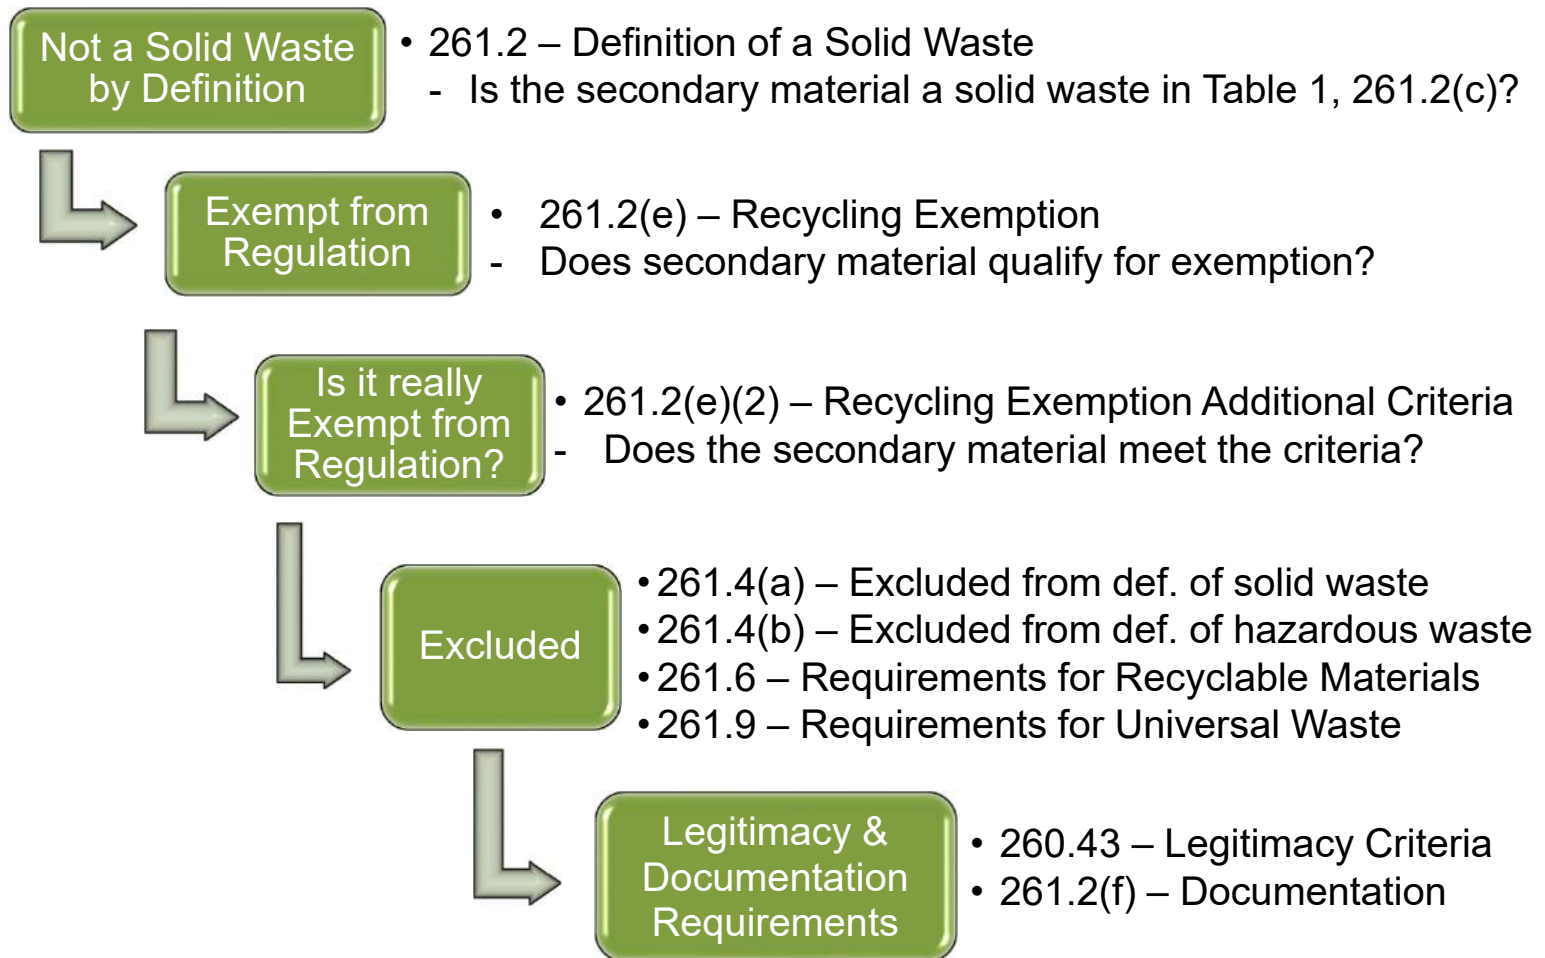 Not a Solid Waste
by Definition
• 261.2 – Definition of a Solid Waste
- Is the secondary material a solid waste in Table 1, 261.2(c)?
Exempt from
Regulation
• 261.2(e) – Recycling Exemption
- Does secondary material qualify for exemption?
Is it really
Exempt from
Regulation?
• 261.2(e)(2) – Recycling Exemption Additional Criteria
- Does the secondary material meet the criteria?
Excluded
• 261.4(a) – Excluded from def. of solid waste
• 261.4(b) – Excluded from def. of hazardous waste
• 261.6 – Requirements for Recyclable Materials
• 261.9 – Requirements for Universal Waste
Legitimacy &
Documentation
Requirements
• 260.43 – Legitimacy Criteria
• 261.2(f) – Documentation